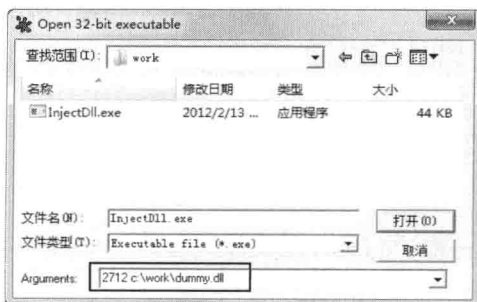 Open 32-bit executable
查找范围(I): work
名称 修改日期 类型 大小
InjectDll.exe 2012/2/13 ... 应用程序 44 KB
文件名(N): InjectDll.exe 打开(O)
文件类型(T): Executable file (*.exe) 取消
Arguments: 2712 c:\work\dummy.dll